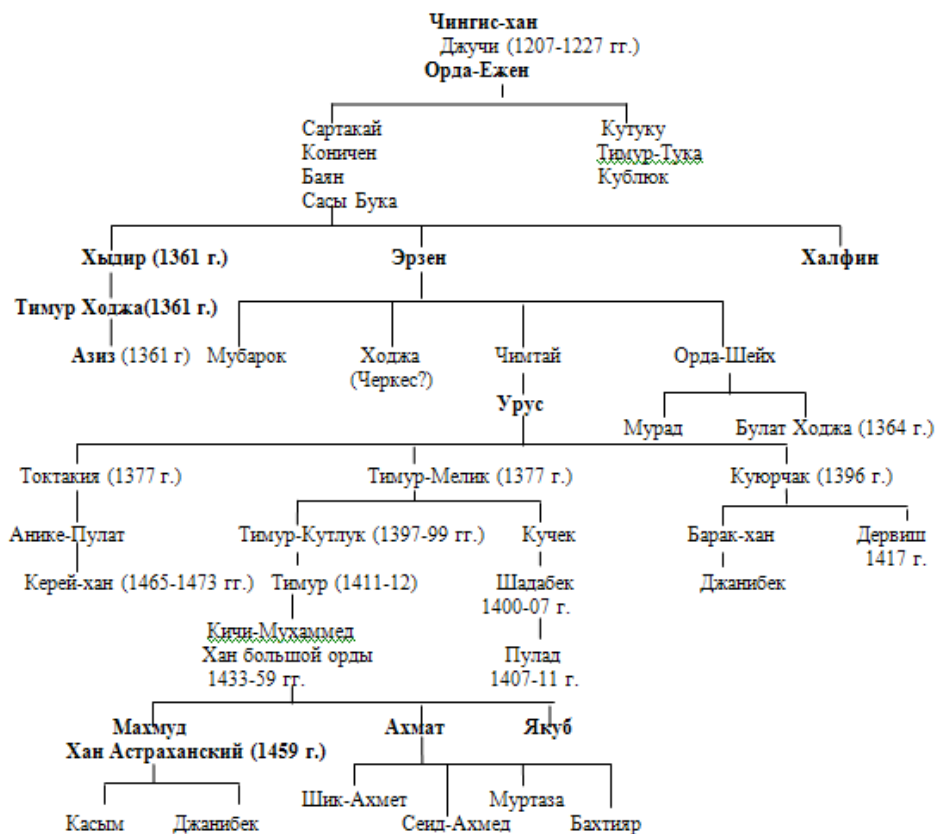 Чингис-хан
Джучи (1207-1227 гг.)
Орда-Ежен
Сартакай
Коничен
Баян
Сасы Бука
Кутуку
Тимур-Тука
Кублюк
Хыдир (1361 г.)
Эрзен
Халфин
Тимур Ходжа(1361 г.)
Азиз (1361 г)
Мубарок
Ходжа
(Черкес?)
Чимтай
Орда-Шейх
Урус
Мурад
Булат Ходжа (1364 г.)
Токтакия (1377 г.)
Тимур-Мелик (1377 г.)
Куюрчак (1396 г.)
Анике-Пулат
Тимур-Кутлук (1397-99 гг.)
Кучек
Барак-хан
Дервиш
1417 г.
Керей-хан (1465-1473 гг.)
Тимур (1411-12)
Шадабек
1400-07 г.
Джанибек
Кичи-Мухаммед
Хан большой орды
1433-59 гг.
Пулад
1407-11 г.
Махмуд
Хан Астраханский (1459 г.)
Ахмат
Якуб
Касым
Джанибек
Шик-Ахмет
Сеид-Ахмед
Муртаза
Бахтияр